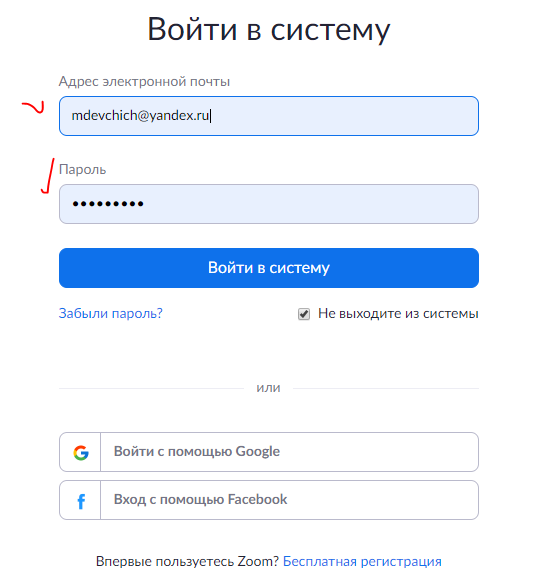 Войти в систему
Адрес электронной почты
mdevchich@yandex.ru
Пароль
Войти в систему
Забыли пароль? Не выходите из системы
или
Войти с помощью Google
Вход с помощью Facebook
Впервые пользуетесь Zoom? Бесплатная регистрация